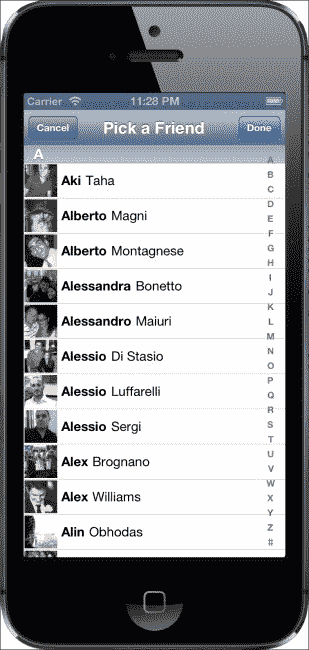 Carrier 11:28 PM
Cancel Pick a Friend Done
A
Aki Taha
Alberto Magni
Alberto Montagnese
Alessandra Bonetto
Alessandro Maiuri
Alessio Di Stasio
Alessio Luffarelli
Alessio Sergi
Alex Brognano
Alex Williams
Alin Obhodas
A
B
C
D
E
F
G
H
I
J
K
L
M
N
O
P
Q
R
S
T
U
V
W
X
Y
Z
#